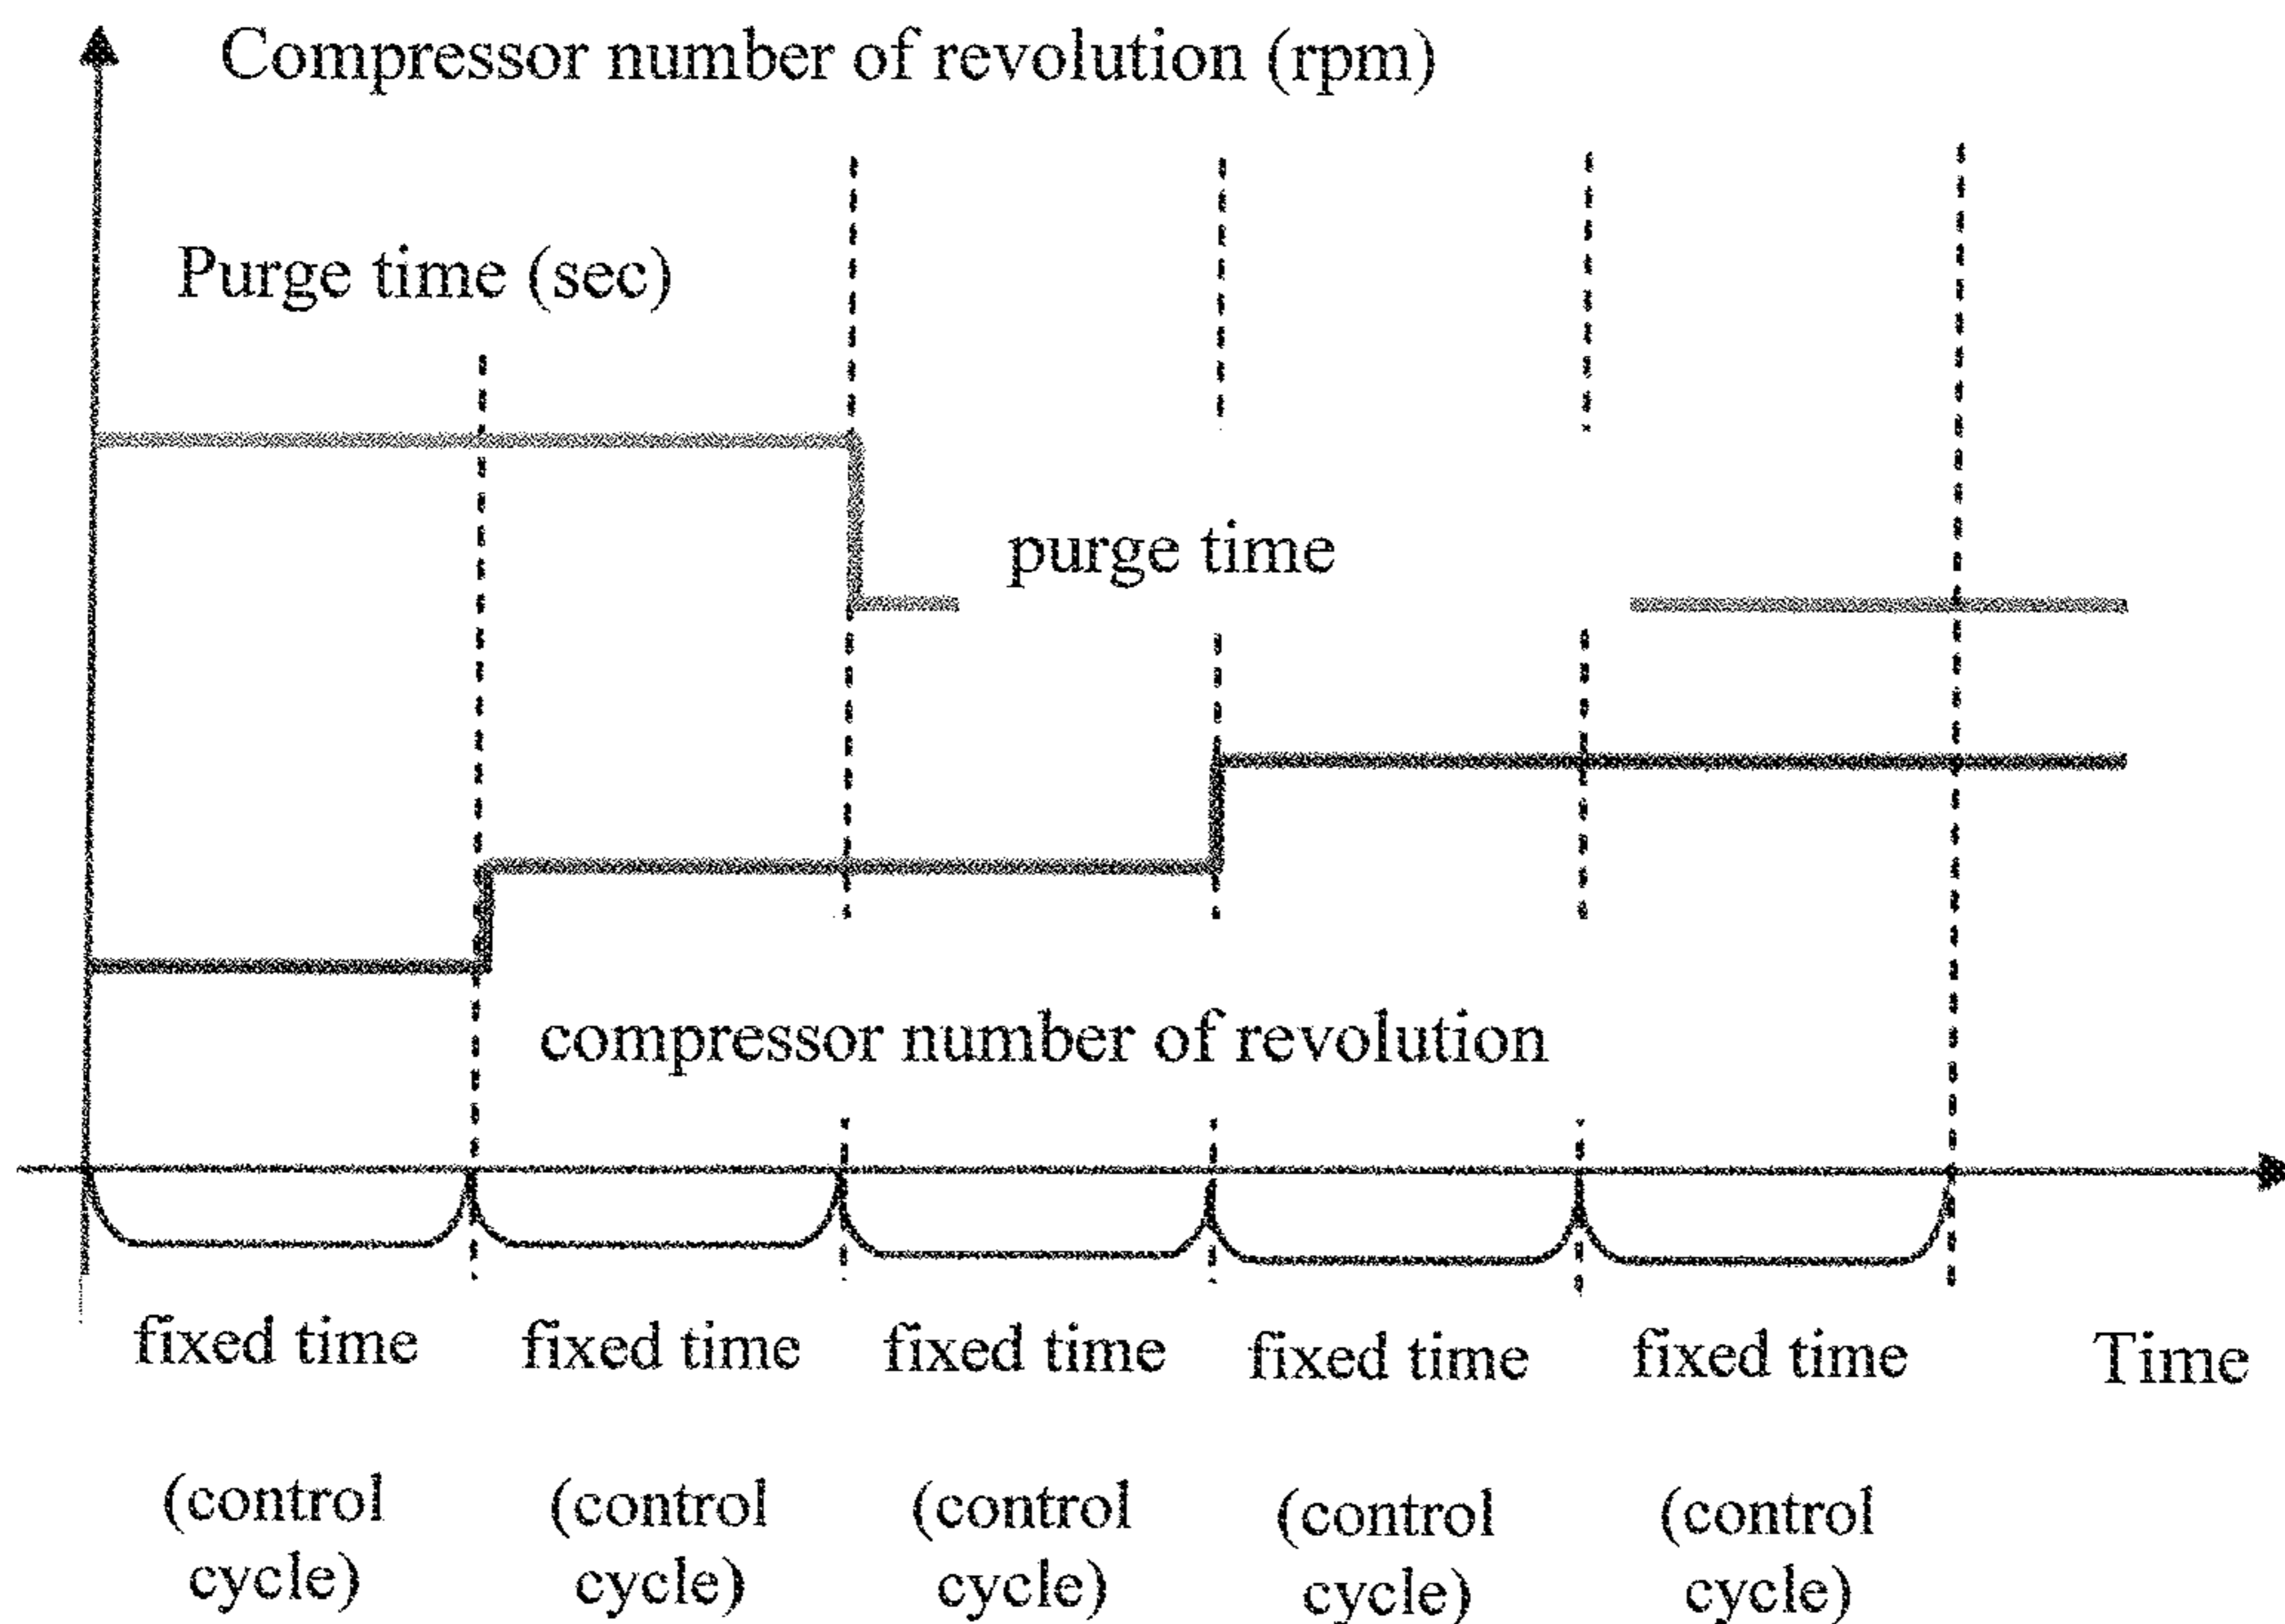 Compressor number of revolution (rpm)
Purge time (sec)
purge time
compressor number of revolution
fixed time fixed time fixed time fixed time fixed time Time
(control (control (control (control (control
cycle) cycle) cycle) cycle) cycle)